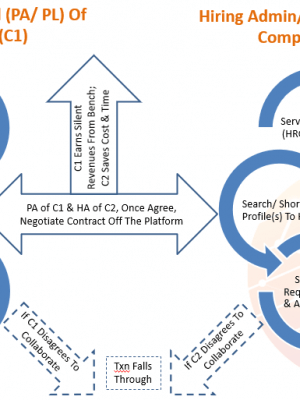 (PA/ PL) Of
(C1)
Hiring Admin/
Comp
C1 Earns Silent
Revenues From Bench;
C2 Saves Cost & Time
Serv
(HRC
PA of C1 & HA of C2, Once Agree,
Negotiate Contract Off The Platform
Search/ Shor
Profile(s) To H
S
Requ
& A
If C1 Disagrees To
Collaborate
Txn Falls
Through
If C2 Disagrees To
Collaborate